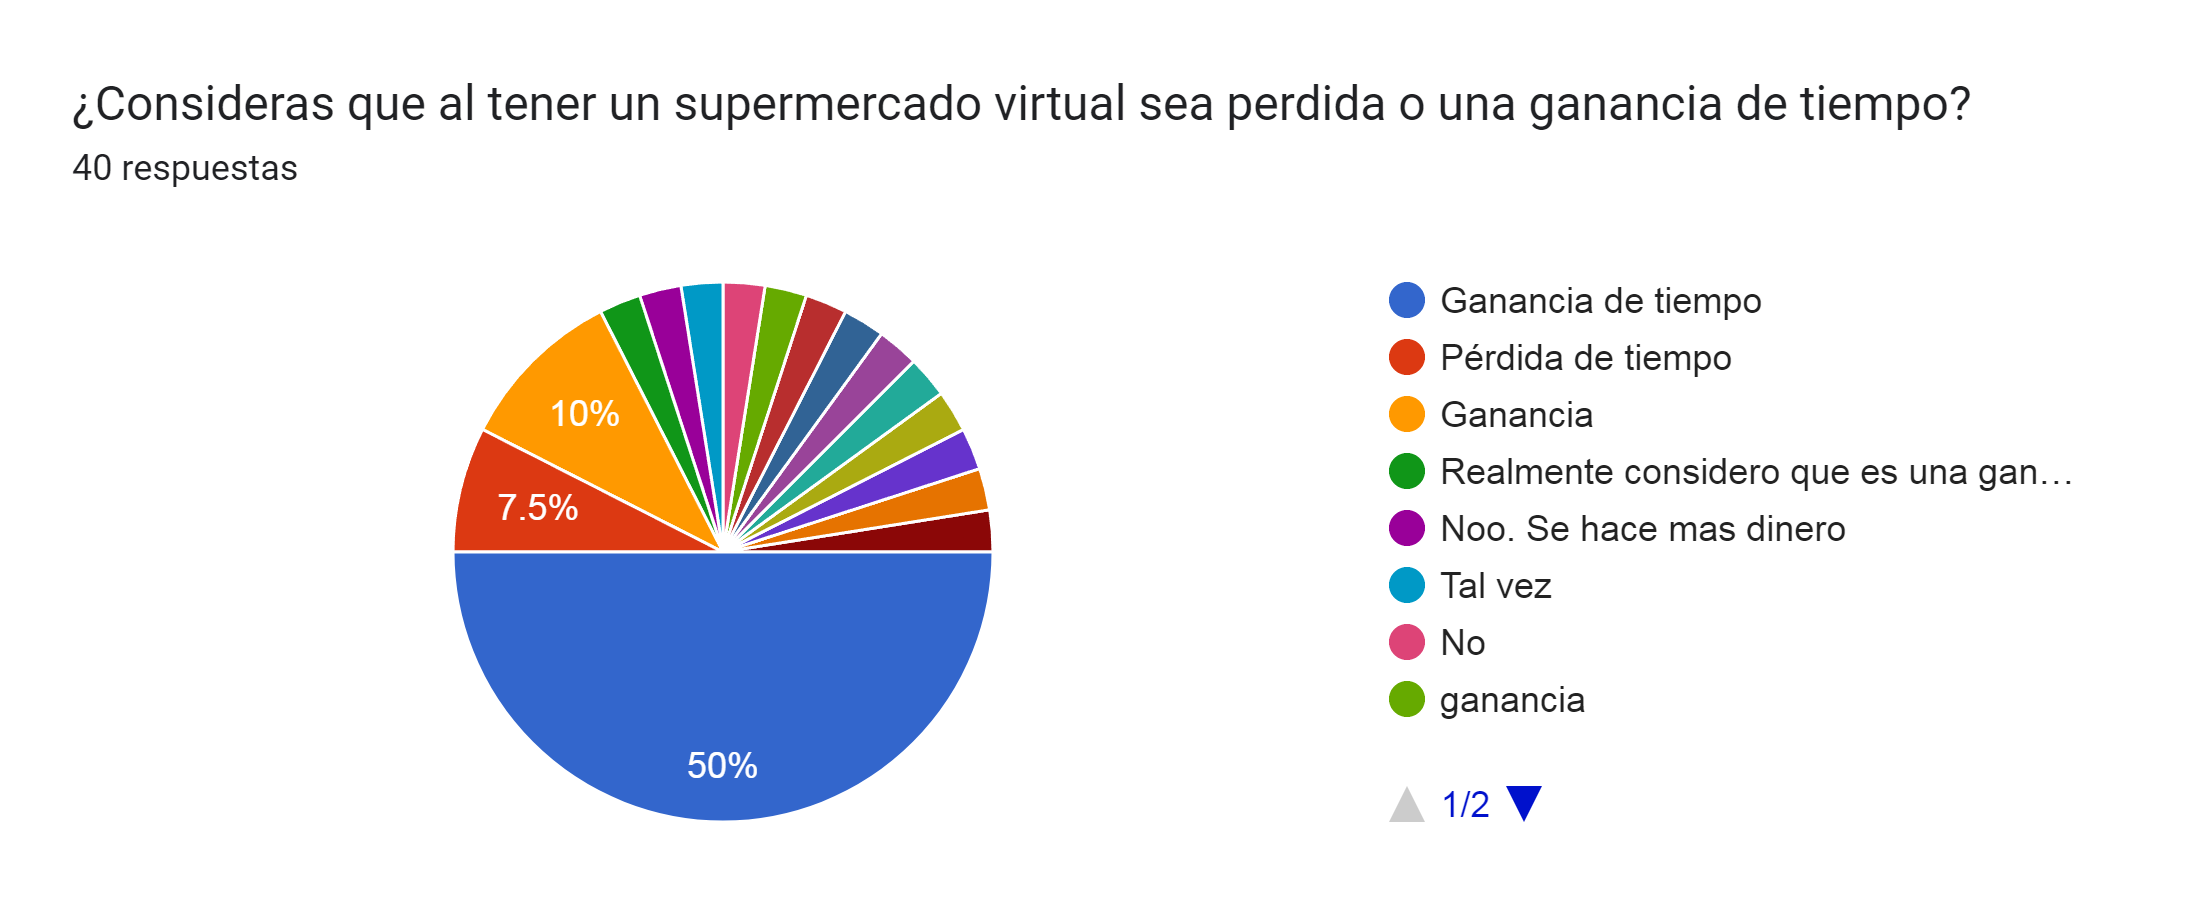 ¿Consideras que al tener un supermercado virtual sea perdida o una ganancia de tiempo?
40 respuestas
Ganancia de tiempo
Pérdida de tiempo
Ganancia
Realmente considero que es una gan…
Noo. Se hace mas dinero
Tal vez
No
ganancia
1/2
10%
7.5%
50%